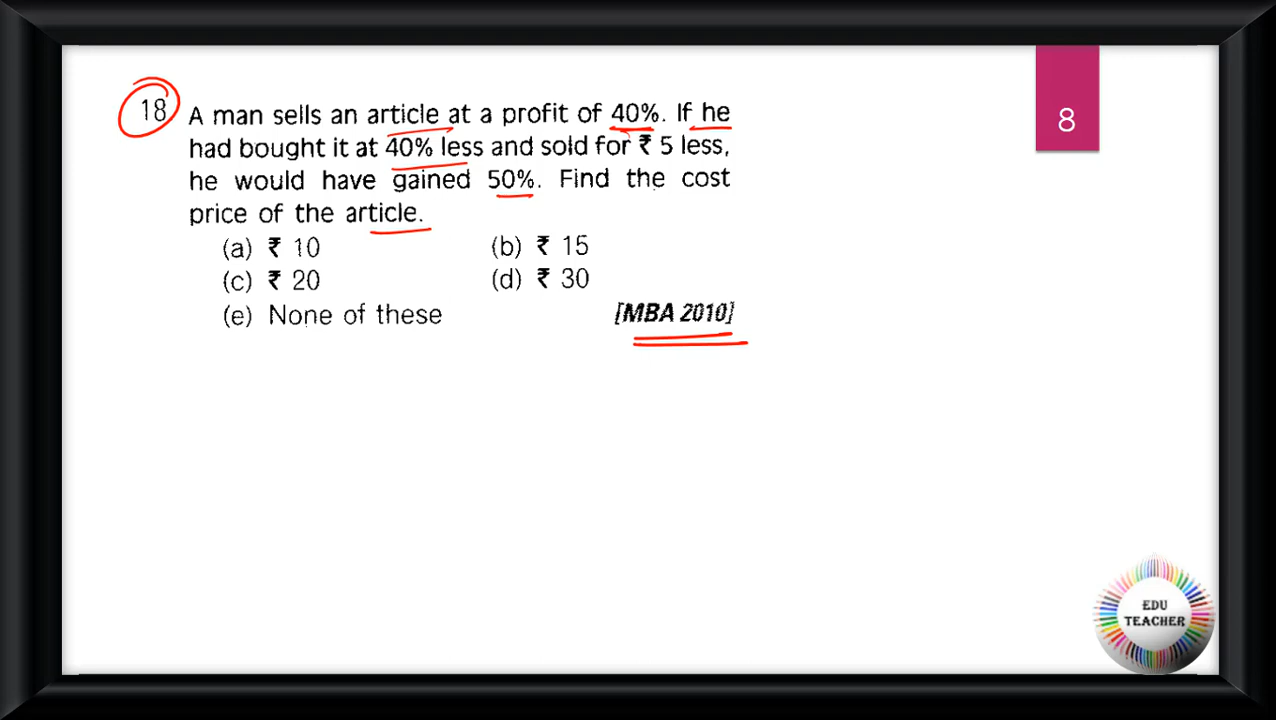 8
18 A man sells an article at a profit of 40%. If he
had bought it at 40% less and sold for ₹ 5 less,
he would have gained 50%. Find the cost
price of the article.
(a) ₹ 10 (b) ₹ 15
(c) ₹ 20 (d) ₹ 30
(e) None of these [MBA 2010]
EDU
TEACHER